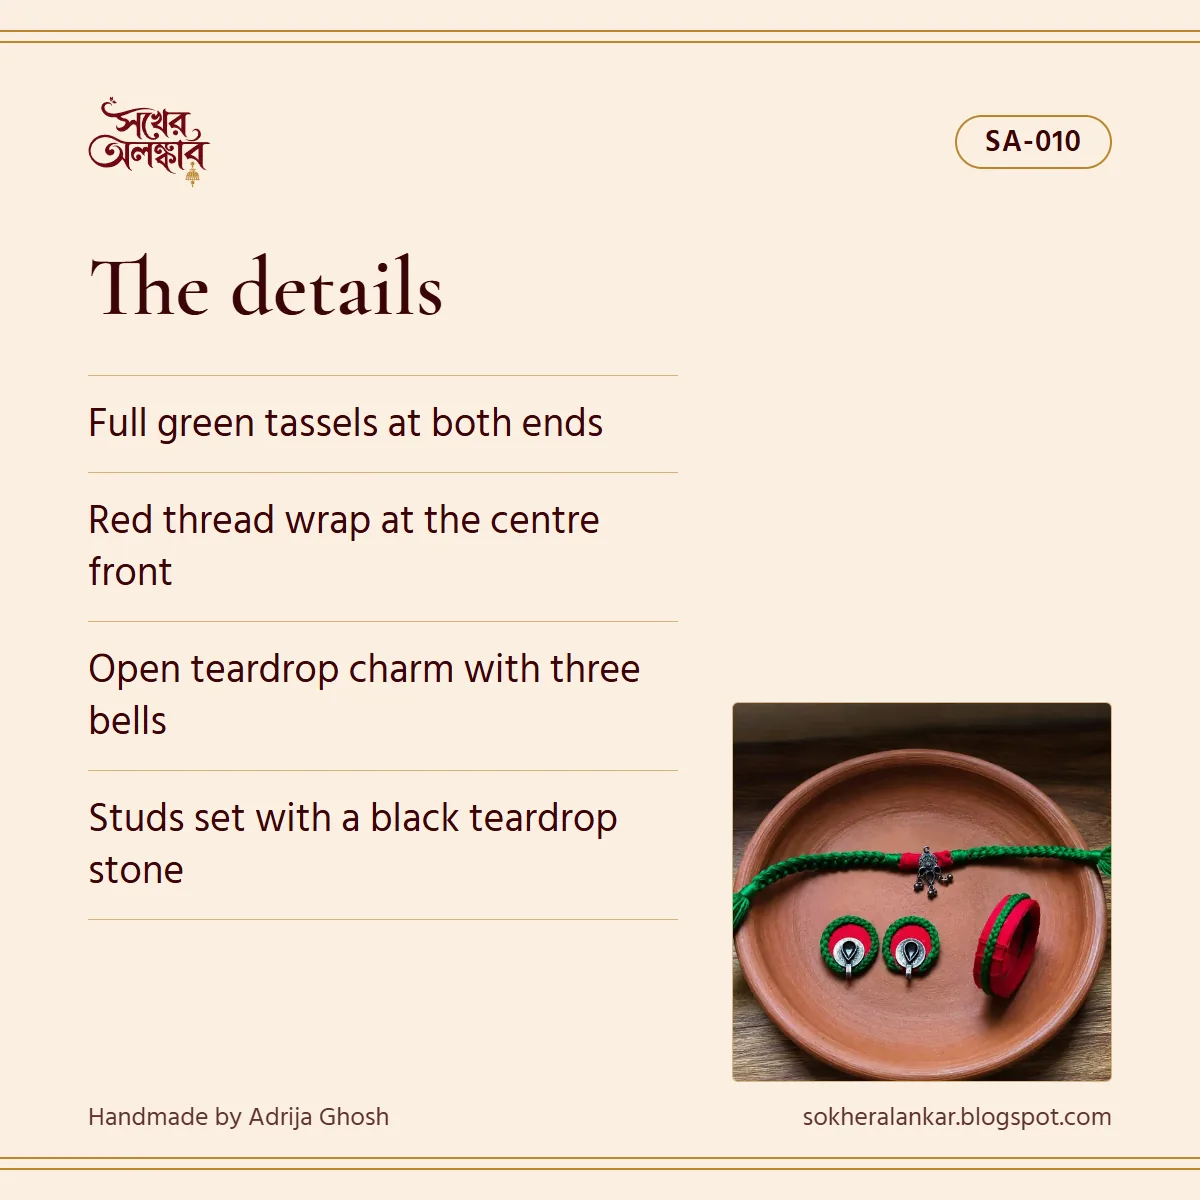 সখের
অলঙ্কার
SA-010
The details
Full green tassels at both ends
Red thread wrap at the centre
front
Open teardrop charm with three
bells
Studs set with a black teardrop
stone
Handmade by Adrija Ghosh
sokheralankar.blogspot.com